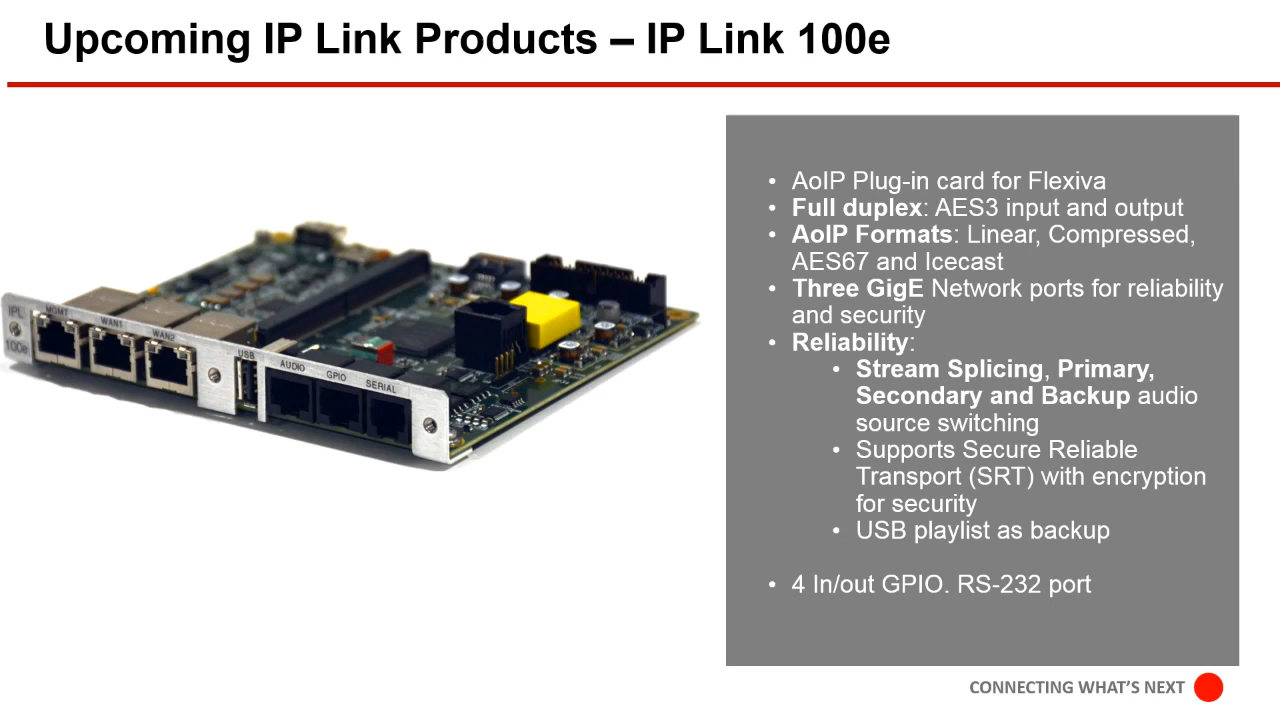 Upcoming IP Link Products – IP Link 100e
IPL
100e
MGMT
WAN1
WAN2
USB
AUDIO
GPIO
SERIAL
• AoIP Plug-in card for Flexiva
• Full duplex: AES3 input and output
• AoIP Formats: Linear, Compressed,
AES67 and Icecast
• Three GigE Network ports for reliability
and security
• Reliability:
• Stream Splicing, Primary,
Secondary and Backup audio
source switching
• Supports Secure Reliable
Transport (SRT) with encryption
for security
• USB playlist as backup
• 4 In/out GPIO. RS-232 port
CONNECTING WHAT’S NEXT